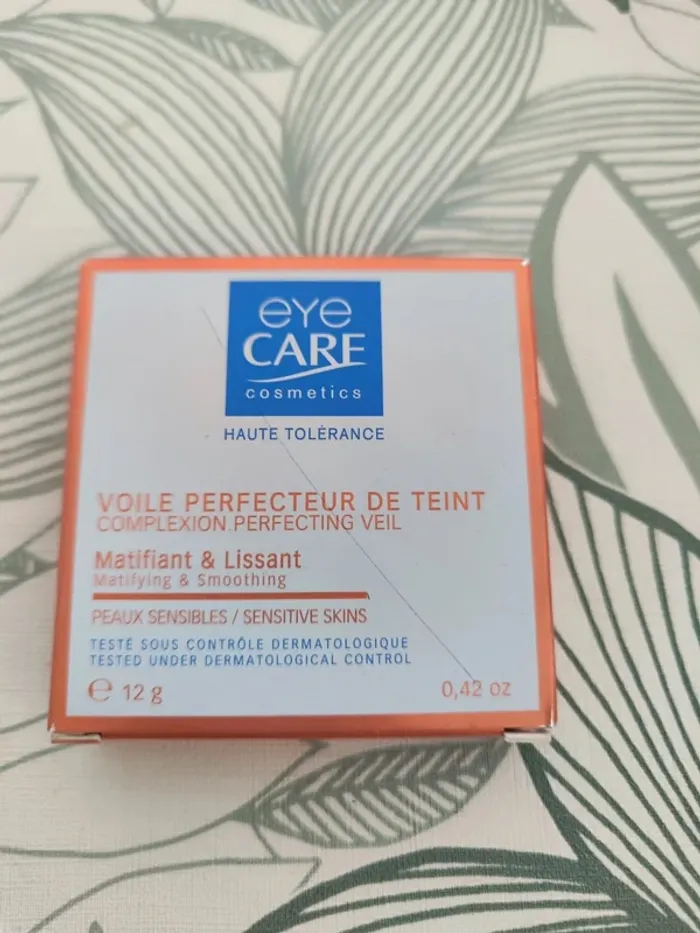 eye
CARE
cosmetics
HAUTE TOLÉRANCE
VOILE PERFECTEUR DE TEINT
COMPLEXION PERFECTING VEIL
Matifiant & Lissant
Matifying & Smoothing
PEAUX SENSIBLES / SENSITIVE SKINS
TESTÉ SOUS CONTRÔLE DERMATOLOGIQUE
TESTED UNDER DERMATOLOGICAL CONTROL
℮ 12 g 0,42 oz